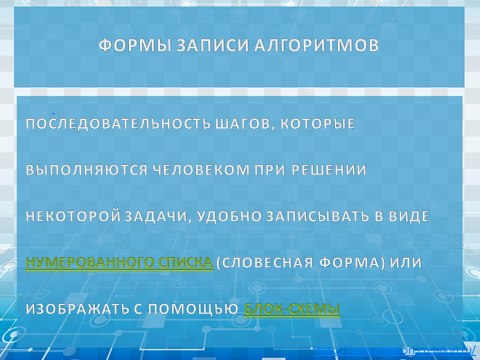 ФОРМЫ ЗАПИСИ АЛГОРИТМОВ
ПОСЛЕДОВАТЕЛЬНОСТЬ ШАГОВ, КОТОРЫЕ
ВЫПОЛНЯЮТСЯ ЧЕЛОВЕКОМ ПРИ РЕШЕНИИ
НЕКОТОРОЙ ЗАДАЧИ, УДОБНО ЗАПИСЫВАТЬ В ВИДЕ
НУМЕРОВАННОГО СПИСКА (СЛОВЕСНАЯ ФОРМА) ИЛИ
ИЗОБРАЖАТЬ С ПОМОЩЬЮ БЛОК-СХЕМЫ